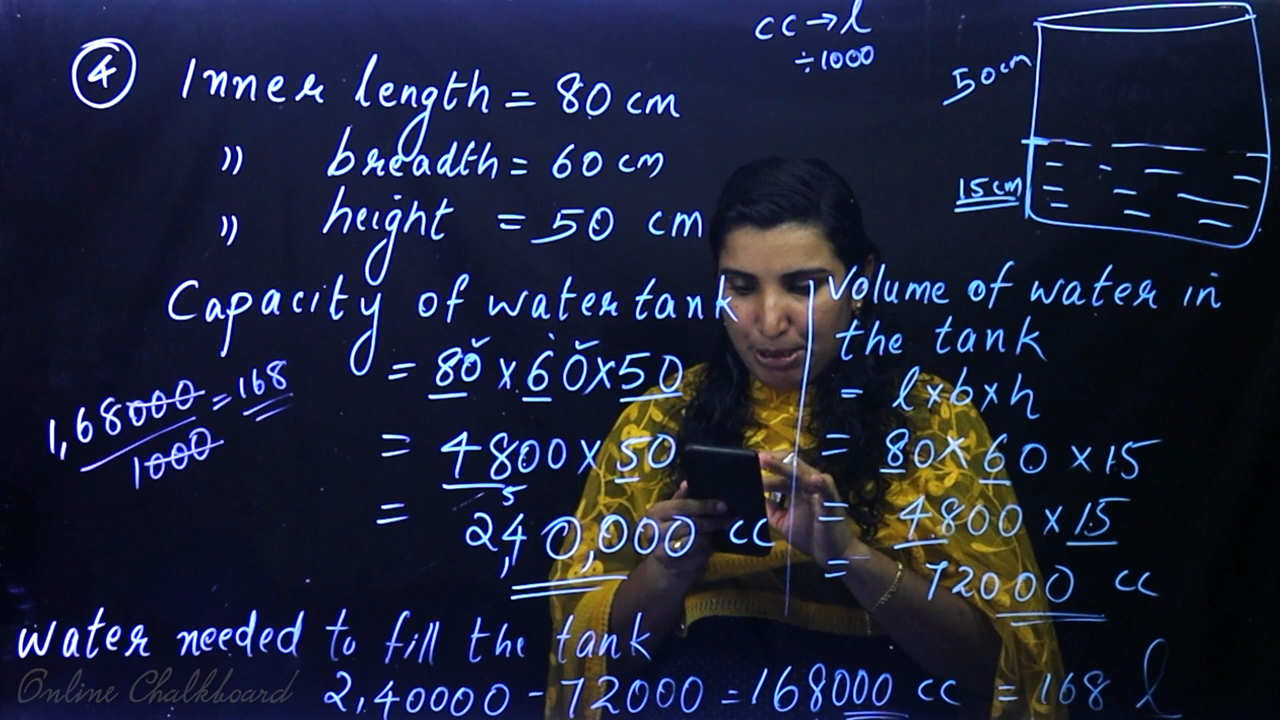 cc → l
÷1000
50cm
15cm
4 Inner length = 80 cm
" breadth = 60 cm
" height = 50 cm
Capacity of water tank
= 80 × 60 × 50
= 4800 × 50
5
= 2,40,000 cc
1,68000/1000 = 168
Volume of water in
the tank
= l×b×h
= 80 × 60 × 15
= 4800 × 15
= 72000 cc
Water needed to fill the tank
2,40000 - 72000 = 168000 cc = 168 l
Online Chalkboard